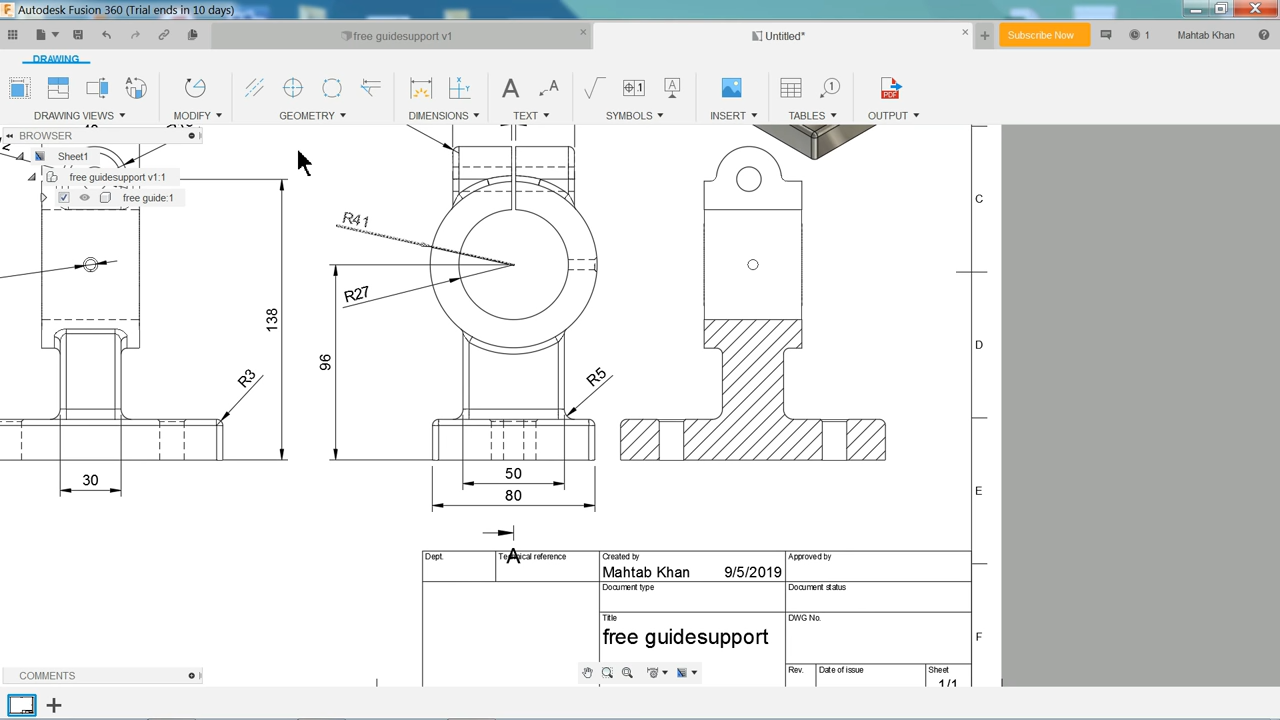 Autodesk Fusion 360 (Trial ends in 10 days)
free guidesupport v1
Untitled*
Subscribe Now
1
Mahtab Khan
DRAWING
DRAWING VIEWS
MODIFY
GEOMETRY
DIMENSIONS
TEXT
SYMBOLS
INSERT
TABLES
OUTPUT
PDF
BROWSER
Sheet1
free guidesupport v1:1
free guide:1
C
D
E
F
R41
R27
R3
R5
138
96
30
50
80
A
Dept.
Technical reference
Created by
Approved by
Mahtab Khan 9/5/2019
Document type
Document status
Title
DWG No.
free guidesupport
Rev.
Date of issue
Sheet
1/1
COMMENTS